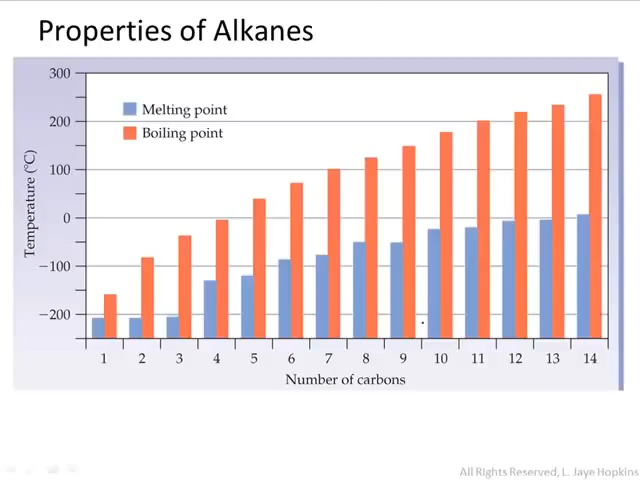 Properties of Alkanes
300
200
100
0
−100
−200
Temperature (°C)
Melting point
Boiling point
1 2 3 4 5 6 7 8 9 10 11 12 13 14
Number of carbons
All Rights Reserved, L. Jaye Hopkins